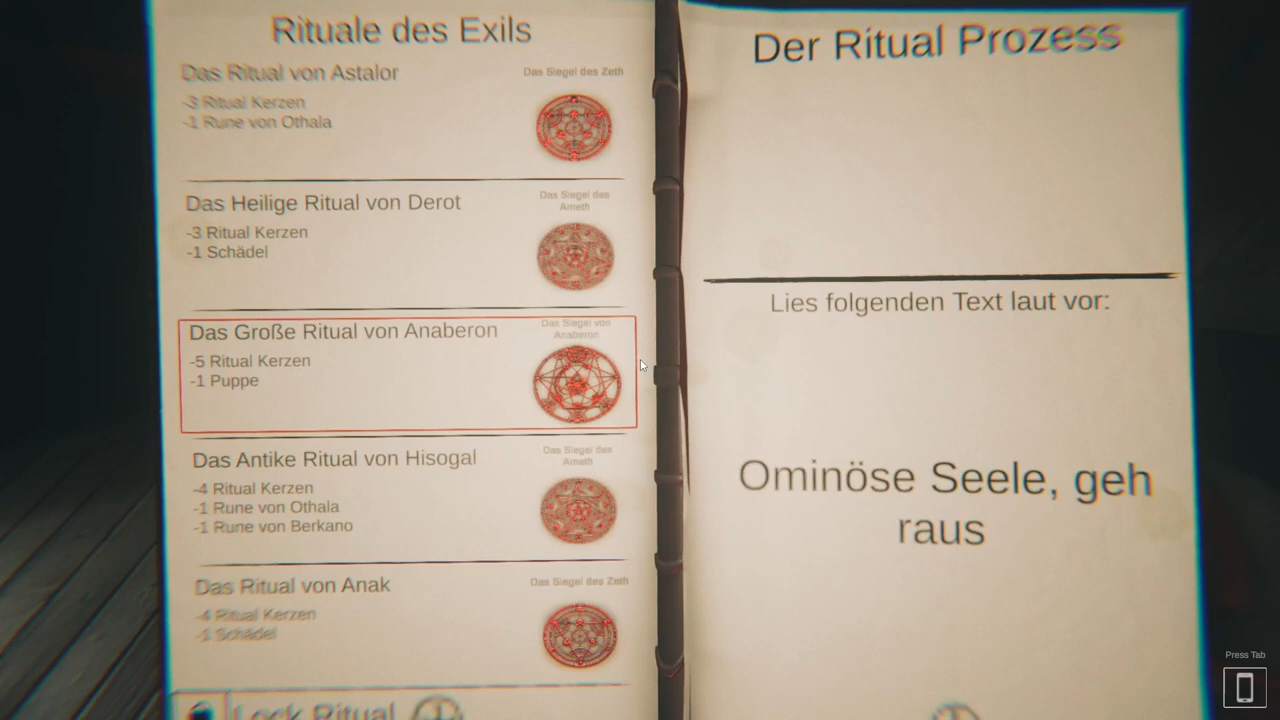 Rituale des Exils
Das Ritual von Astalor
Das Siegel des Zeth
-3 Ritual Kerzen
-1 Rune von Othala
Das Heilige Ritual von Derot
Das Siegel des
Ameth
-3 Ritual Kerzen
-1 Schädel
Das Große Ritual von Anaberon
Das Siegel von
Anaberon
-5 Ritual Kerzen
-1 Puppe
Das Antike Ritual von Hisogal
Das Siegel des
Ameth
-4 Ritual Kerzen
-1 Rune von Othala
-1 Rune von Berkano
Das Ritual von Anak
Das Siegel des Zeth
-4 Ritual Kerzen
-1 Schädel
Lock Ritual
Der Ritual Prozess
Lies folgenden Text laut vor:
Ominöse Seele, geh
raus
Press Tab